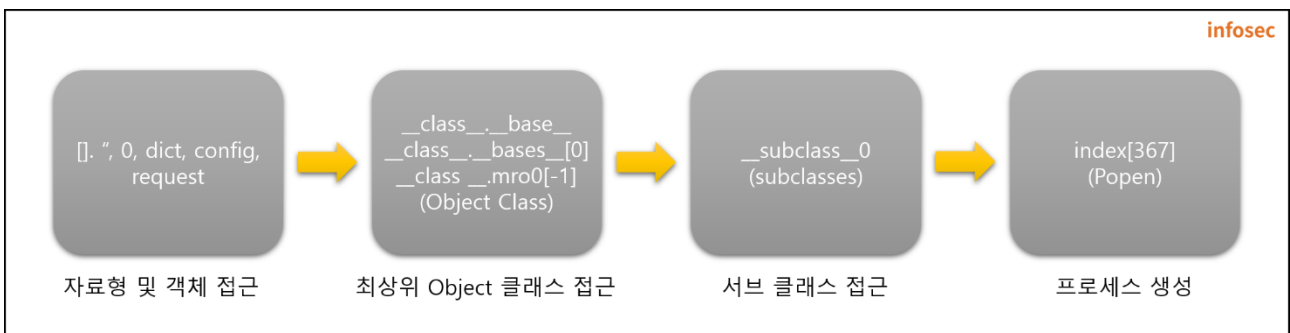 infosec
[]. “, 0, dict, config,
request
__class__.__base__
__class__.__bases__[0]
__class __.mro0[-1]
(Object Class)
__subclass__0
(subclasses)
index[367]
(Popen)
자료형 및 객체 접근
최상위 Object 클래스 접근
서브 클래스 접근
프로세스 생성